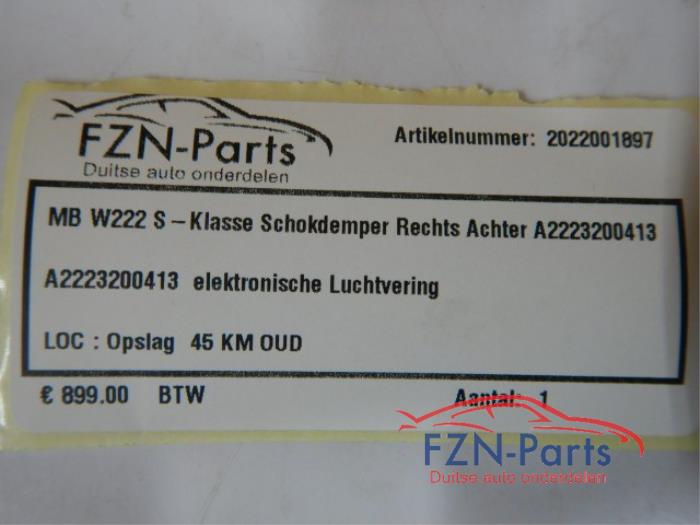 FZN-Parts
Duitse auto onderdelen
Artikelnummer: 2022001897
MB W222 S-Klasse Schokdemper Rechts Achter A2223200413
A2223200413 elektronische Luchtvering
LOC : Opslag 45 KM OUD
€ 899.00 BTW
Aantal: 1
FZN-Parts
Duitse auto onderdelen